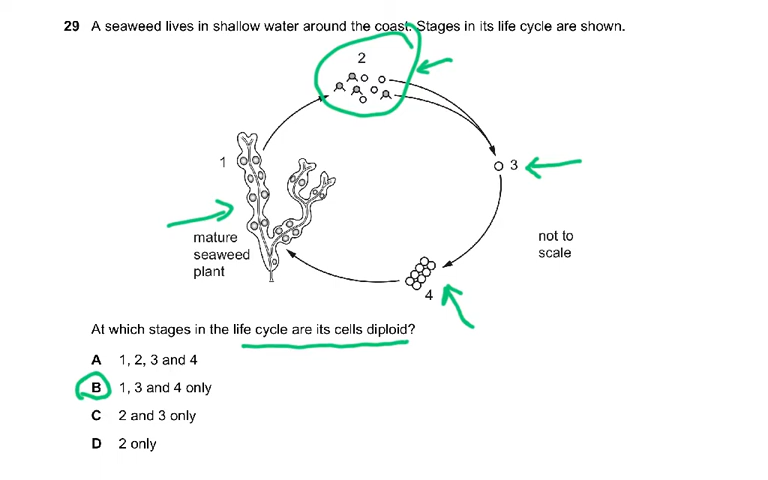 29 A seaweed lives in shallow water around the coast. Stages in its life cycle are shown.
2
1
3
mature
seaweed
plant
not to
scale
4
At which stages in the life cycle are its cells diploid?
A 1, 2, 3 and 4
B 1, 3 and 4 only
C 2 and 3 only
D 2 only